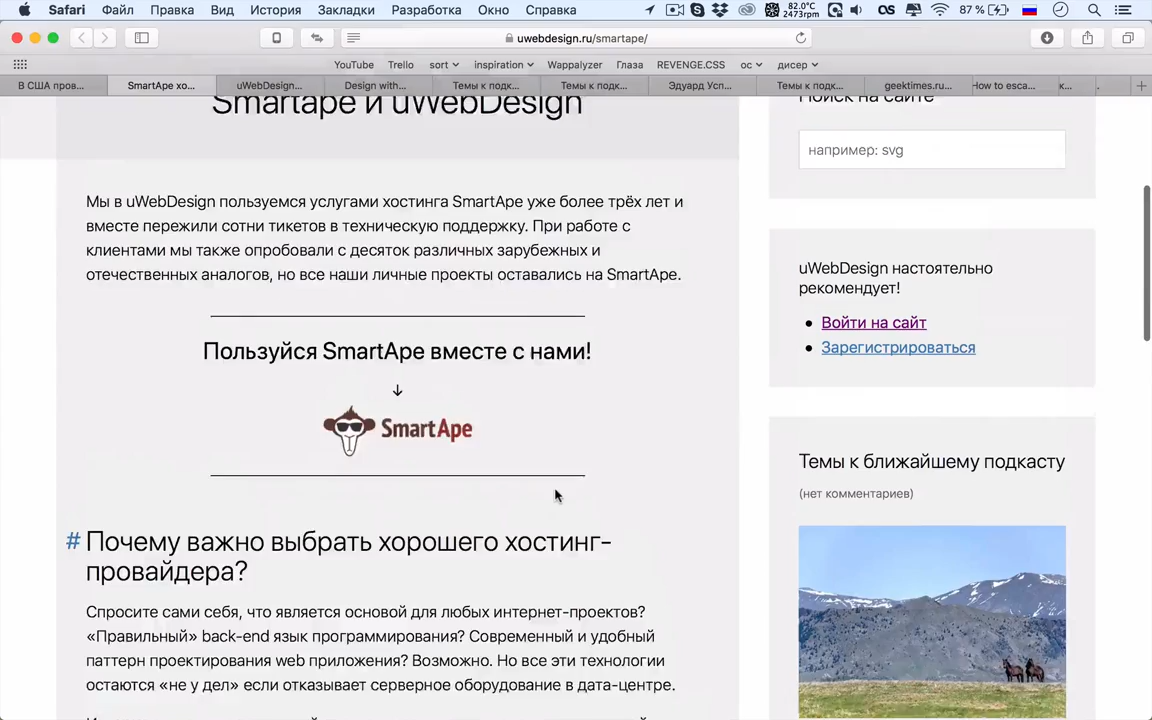 Safari Файл Правка Вид История Закладки Разработка Окно Справка 82.0°C 2473rpm 87 %
uwebdesign.ru/smartape/
YouTube Trello sort inspiration Wappalyzer Глаза REVENGE.CSS ос дисер
В США пров... SmartApe хо... uWebDesign:... Design with... Темы к подк... Темы к подк... Эдуард Усп... Темы к подк... geektimes.ru... How to esca... к...
Smartape и uWebDesign
Мы в uWebDesign пользуемся услугами хостинга SmartApe уже более трёх лет и
вместе пережили сотни тикетов в техническую поддержку. При работе с
клиентами мы также опробовали с десяток различных зарубежных и
отечественных аналогов, но все наши личные проекты оставались на SmartApe.
Пользуйся SmartApe вместе с нами!
↓
SmartApe
# Почему важно выбрать хорошего хостинг-
провайдера?
Спросите сами себя, что является основой для любых интернет-проектов?
«Правильный» back-end язык программирования? Современный и удобный
паттерн проектирования web приложения? Возможно. Но все эти технологии
остаются «не у дел» если отказывает серверное оборудование в дата-центре.
Поиск на сайте
например: svg
uWebDesign настоятельно
рекомендует!
Войти на сайт
Зарегистрироваться
Темы к ближайшему подкасту
(нет комментариев)